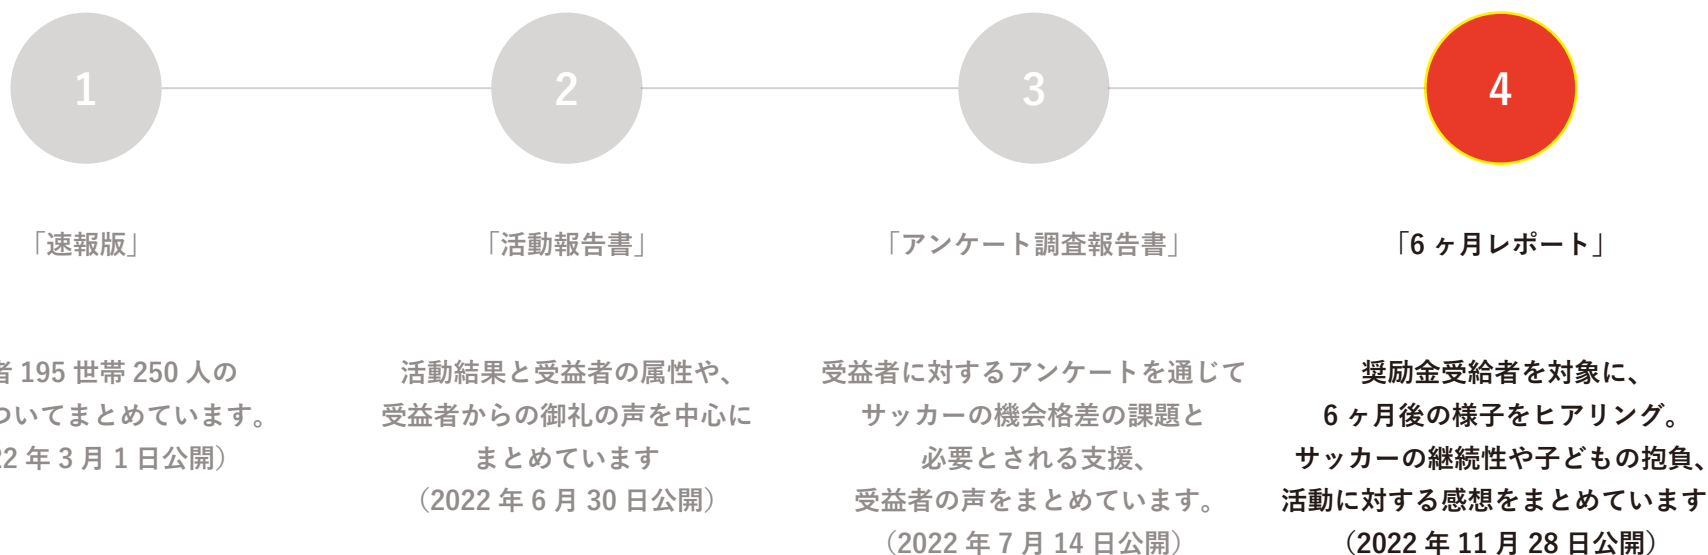 1
2
3
4
「速報版」
「活動報告書」
「アンケート調査報告書」
「6 ヶ月レポート」
者 195 世帯 250 人の
ついてまとめています。
22 年 3 月 1 日公開）
活動結果と受益者の属性や、
受益者からの御礼の声を中心に
まとめています
（2022 年 6 月 30 日公開）
受益者に対するアンケートを通じて
サッカーの機会格差の課題と
必要とされる支援、
受益者の声をまとめています。
（2022 年 7 月 14 日公開）
奨励金受給者を対象に、
6 ヶ月後の様子をヒアリング。
サッカーの継続性や子どもの抱負、
活動に対する感想をまとめています
（2022 年 11 月 28 日公開）